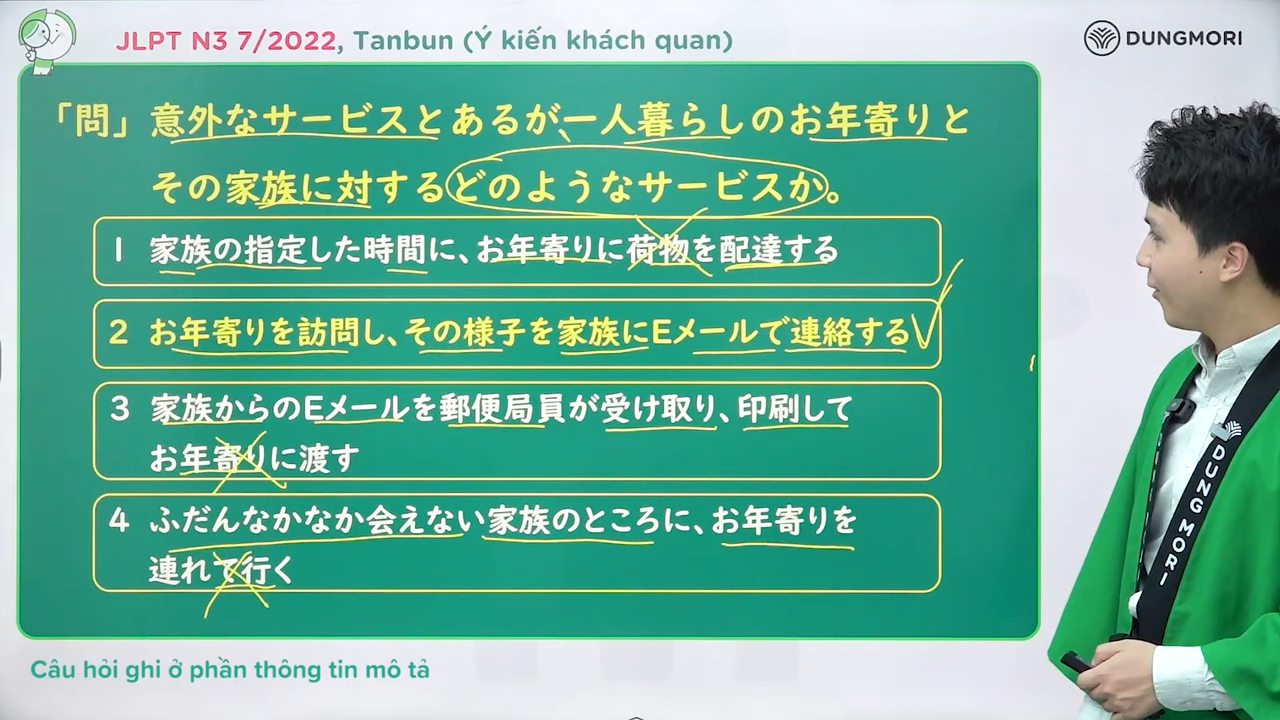 JLPT N3 7/2022, Tanbun (Ý kiến khách quan)
DUNGMORI
「問」意外なサービスとあるが、一人暮らしのお年寄りと
その家族に対するどのようなサービスか。
1 家族の指定した時間に、お年寄りに荷物を配達する
2 お年寄りを訪問し、その様子を家族にEメールで連絡する
3 家族からのEメールを郵便局員が受け取り、印刷して
お年寄りに渡す
4 ふだんなかなか会えない家族のところに、お年寄りを
連れて行く
DUNGMORI
Câu hỏi ghi ở phần thông tin mô tả